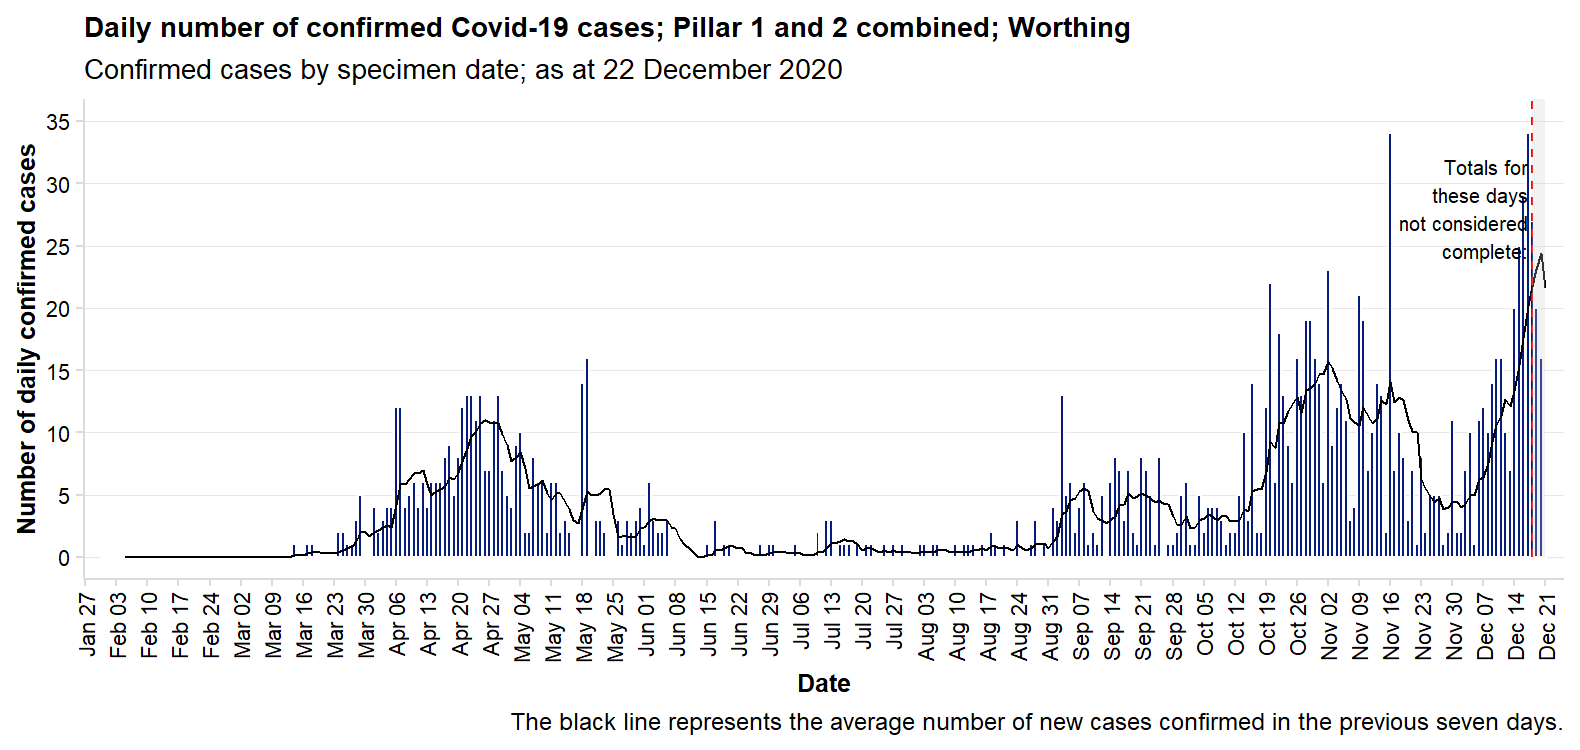 Daily number of confirmed Covid-19 cases; Pillar 1 and 2 combined; Worthing
Confirmed cases by specimen date; as at 22 December 2020
Number of daily confirmed cases
35
30
25
20
15
10
5
0
Totals for
these days
not considered
complete.
Jan 27
Feb 03
Feb 10
Feb 17
Feb 24
Mar 02
Mar 09
Mar 16
Mar 23
Mar 30
Apr 06
Apr 13
Apr 20
Apr 27
May 04
May 11
May 18
May 25
Jun 01
Jun 08
Jun 15
Jun 22
Jun 29
Jul 06
Jul 13
Jul 20
Jul 27
Aug 03
Aug 10
Aug 17
Aug 24
Aug 31
Sep 07
Sep 14
Sep 21
Sep 28
Oct 05
Oct 12
Oct 19
Oct 26
Nov 02
Nov 09
Nov 16
Nov 23
Nov 30
Dec 07
Dec 14
Dec 21
Date
The black line represents the average number of new cases confirmed in the previous seven days.